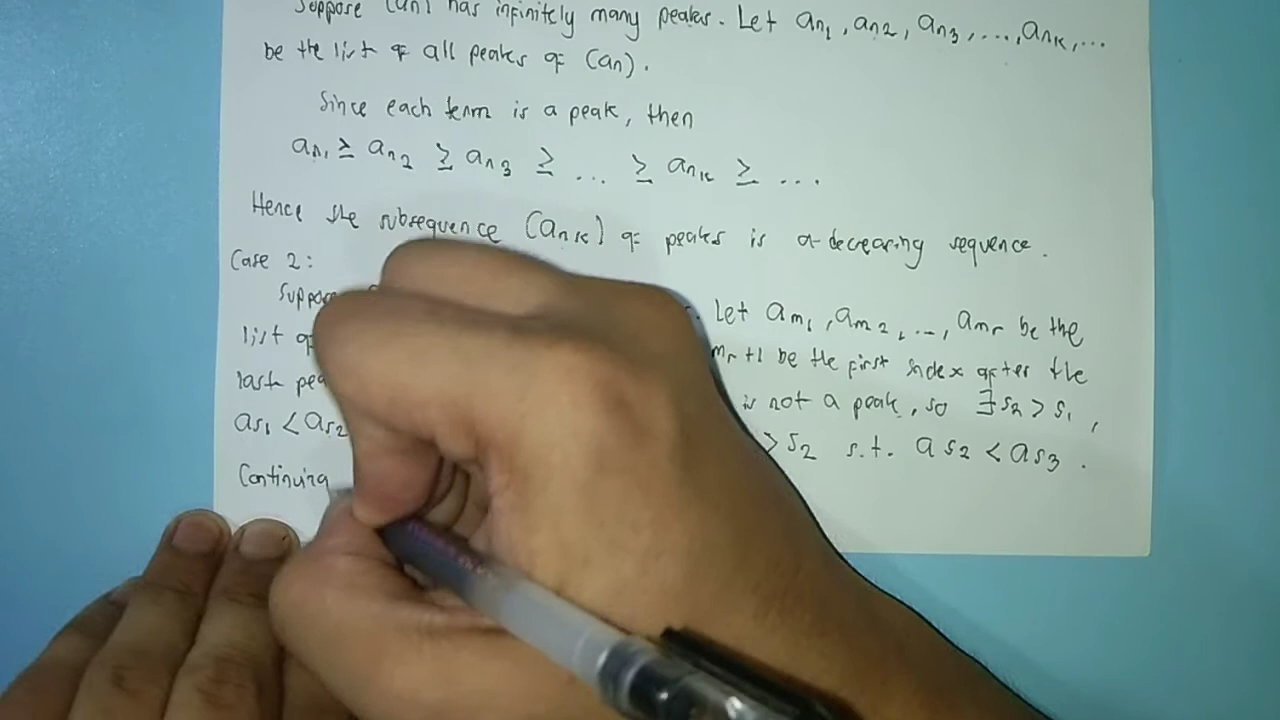 Suppose (an) has infinitely many peaks. Let an₁, an₂, an₃, ..., anₖ, ...
be the list of all peaks of (an).
Since each term is a peak, then
an₁ ≥ an₂ ≥ an₃ ≥ ... ≥ anₖ ≥ ...
Hence the subsequence (anₖ) of peaks is a decreasing sequence.
Case 2:
Let am₁, am₂, ..., amᵣ be the
list of mᵣ+1 be the first index after the
last is not a peak, so ∃s₂ > s₁,
as₁ < as₂ > s₂ s.t. as₂ < as₃.
Continuing